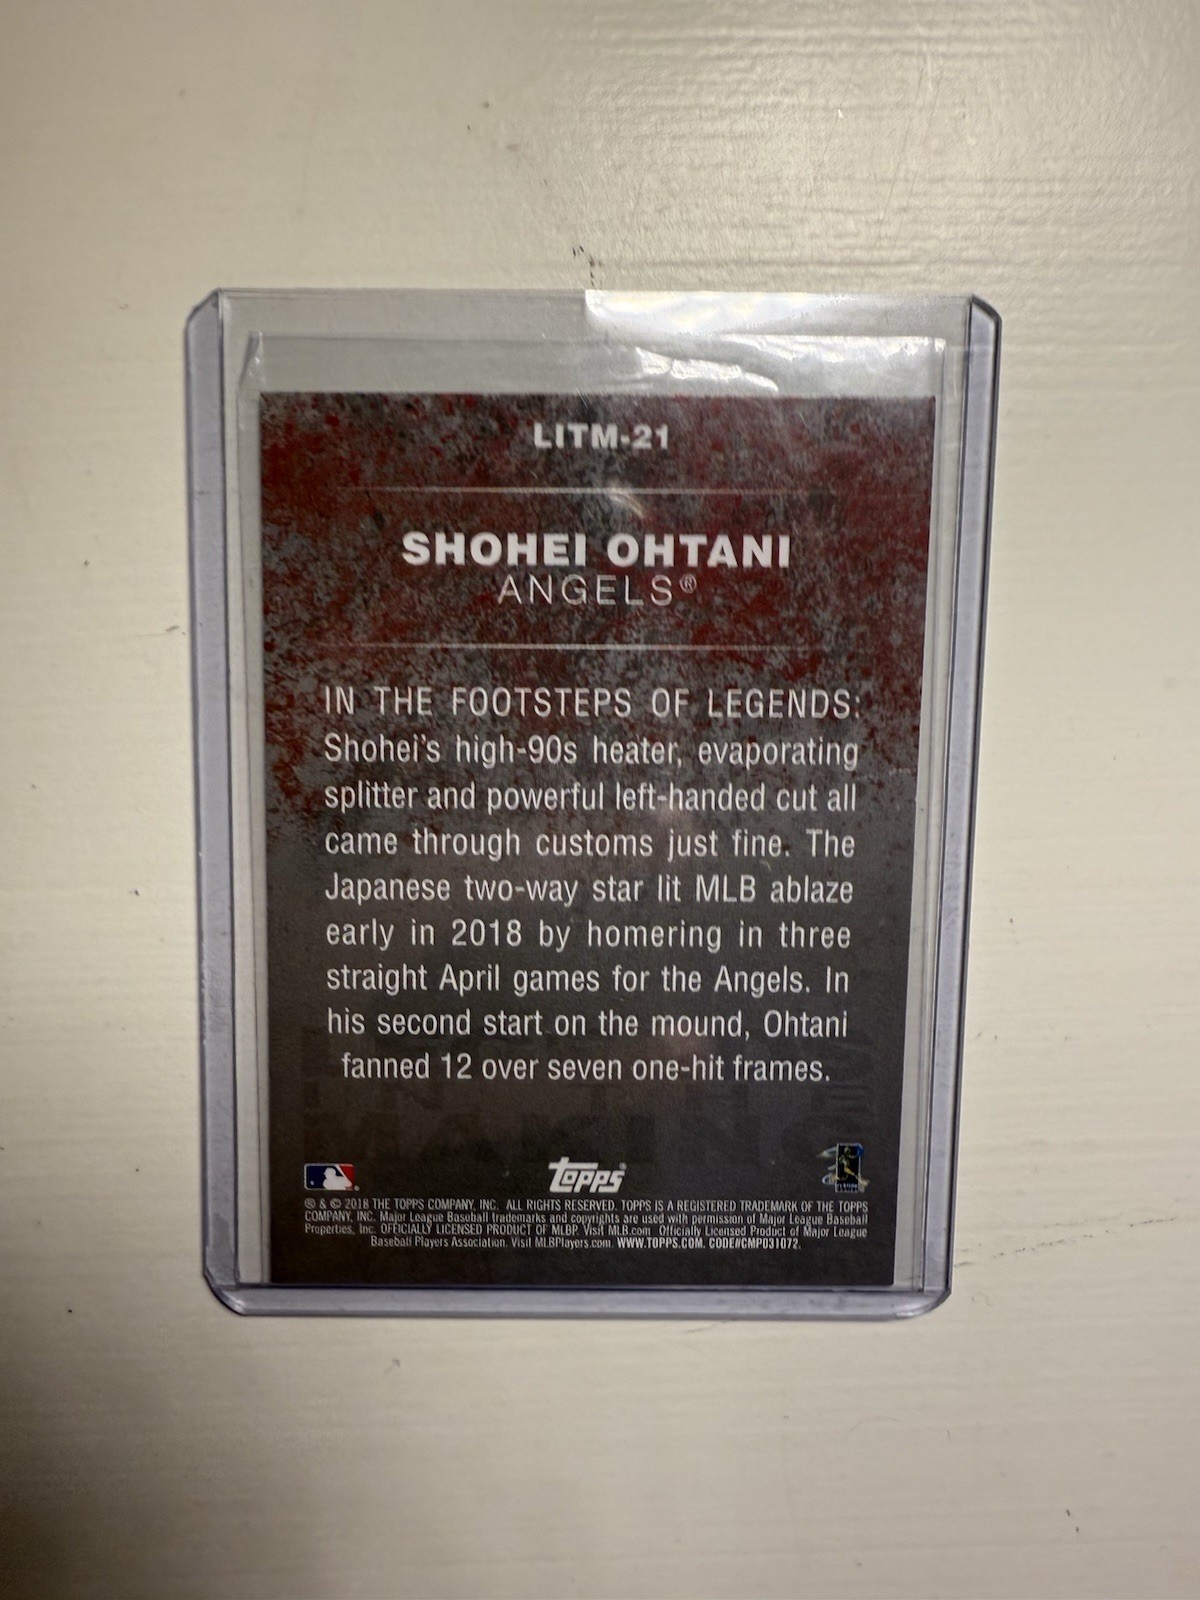 LITM-21
SHOHEI OHTANI
ANGELS®
IN THE FOOTSTEPS OF LEGENDS:
Shohei's high-90s heater, evaporating
splitter and powerful left-handed cut all
came through customs just fine. The
Japanese two-way star lit MLB ablaze
early in 2018 by homering in three
straight April games for the Angels. In
his second start on the mound, Ohtani
fanned 12 over seven one-hit frames.
IN THE
MAKING
topps®
® & © 2018 THE TOPPS COMPANY, INC. ALL RIGHTS RESERVED. TOPPS IS A REGISTERED TRADEMARK OF THE TOPPS
COMPANY, INC. Major League Baseball trademarks and copyrights are used with permission of Major League Baseball
Properties, Inc. OFFICIALLY LICENSED PRODUCT OF MLBP. Visit MLB.com Officially Licensed Product of Major League
Baseball Players Association. Visit MLBPlayers.com. WWW.TOPPS.COM. CODE#CMP031072.